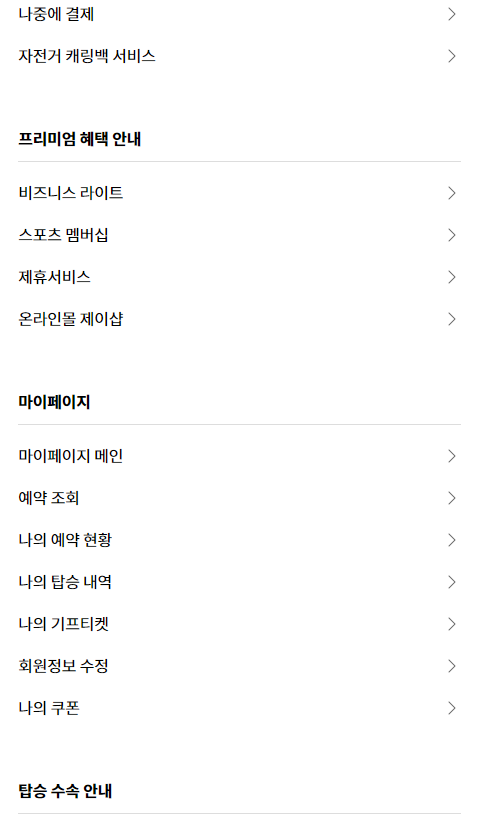 나중에 결제
자전거 캐링백 서비스
프리미엄 혜택 안내
비즈니스 라이트
스포츠 멤버십
제휴서비스
온라인몰 제이샵
마이페이지
마이페이지 메인
예약 조회
나의 예약 현황
나의 탑승 내역
나의 기프티켓
회원정보 수정
나의 쿠폰
탑승 수속 안내